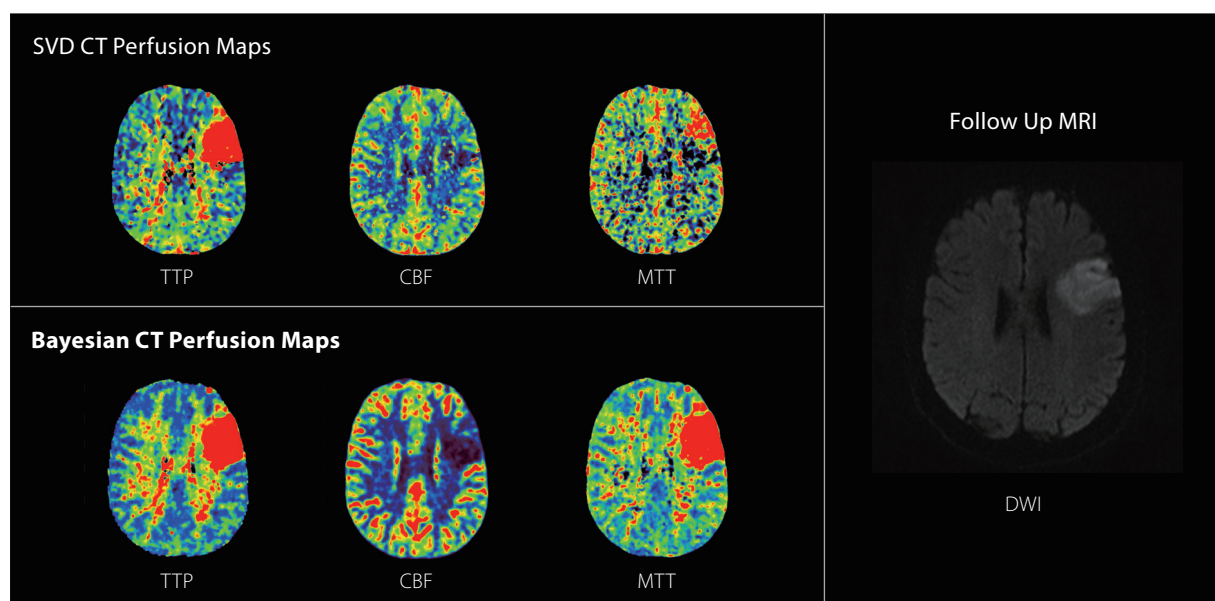 SVD CT Perfusion Maps
TTP
CBF
MTT
Bayesian CT Perfusion Maps
TTP
CBF
MTT
Follow Up MRI
DWI